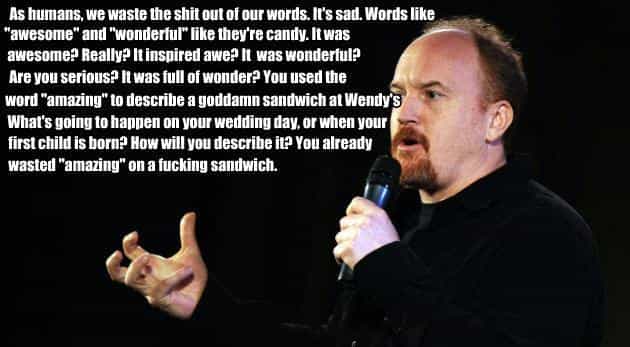 As humans, we waste the shit out of our words. It's sad. Words like
"awesome" and "wonderful" like they're candy. It was
awesome? Really? It inspired awe? It was wonderful?
Are you serious? It was full of wonder? You used the
word "amazing" to describe a goddamn sandwich at Wendy's
What's going to happen on your wedding day, or when your
first child is born? How will you describe it? You already
wasted "amazing" on a fucking sandwich.